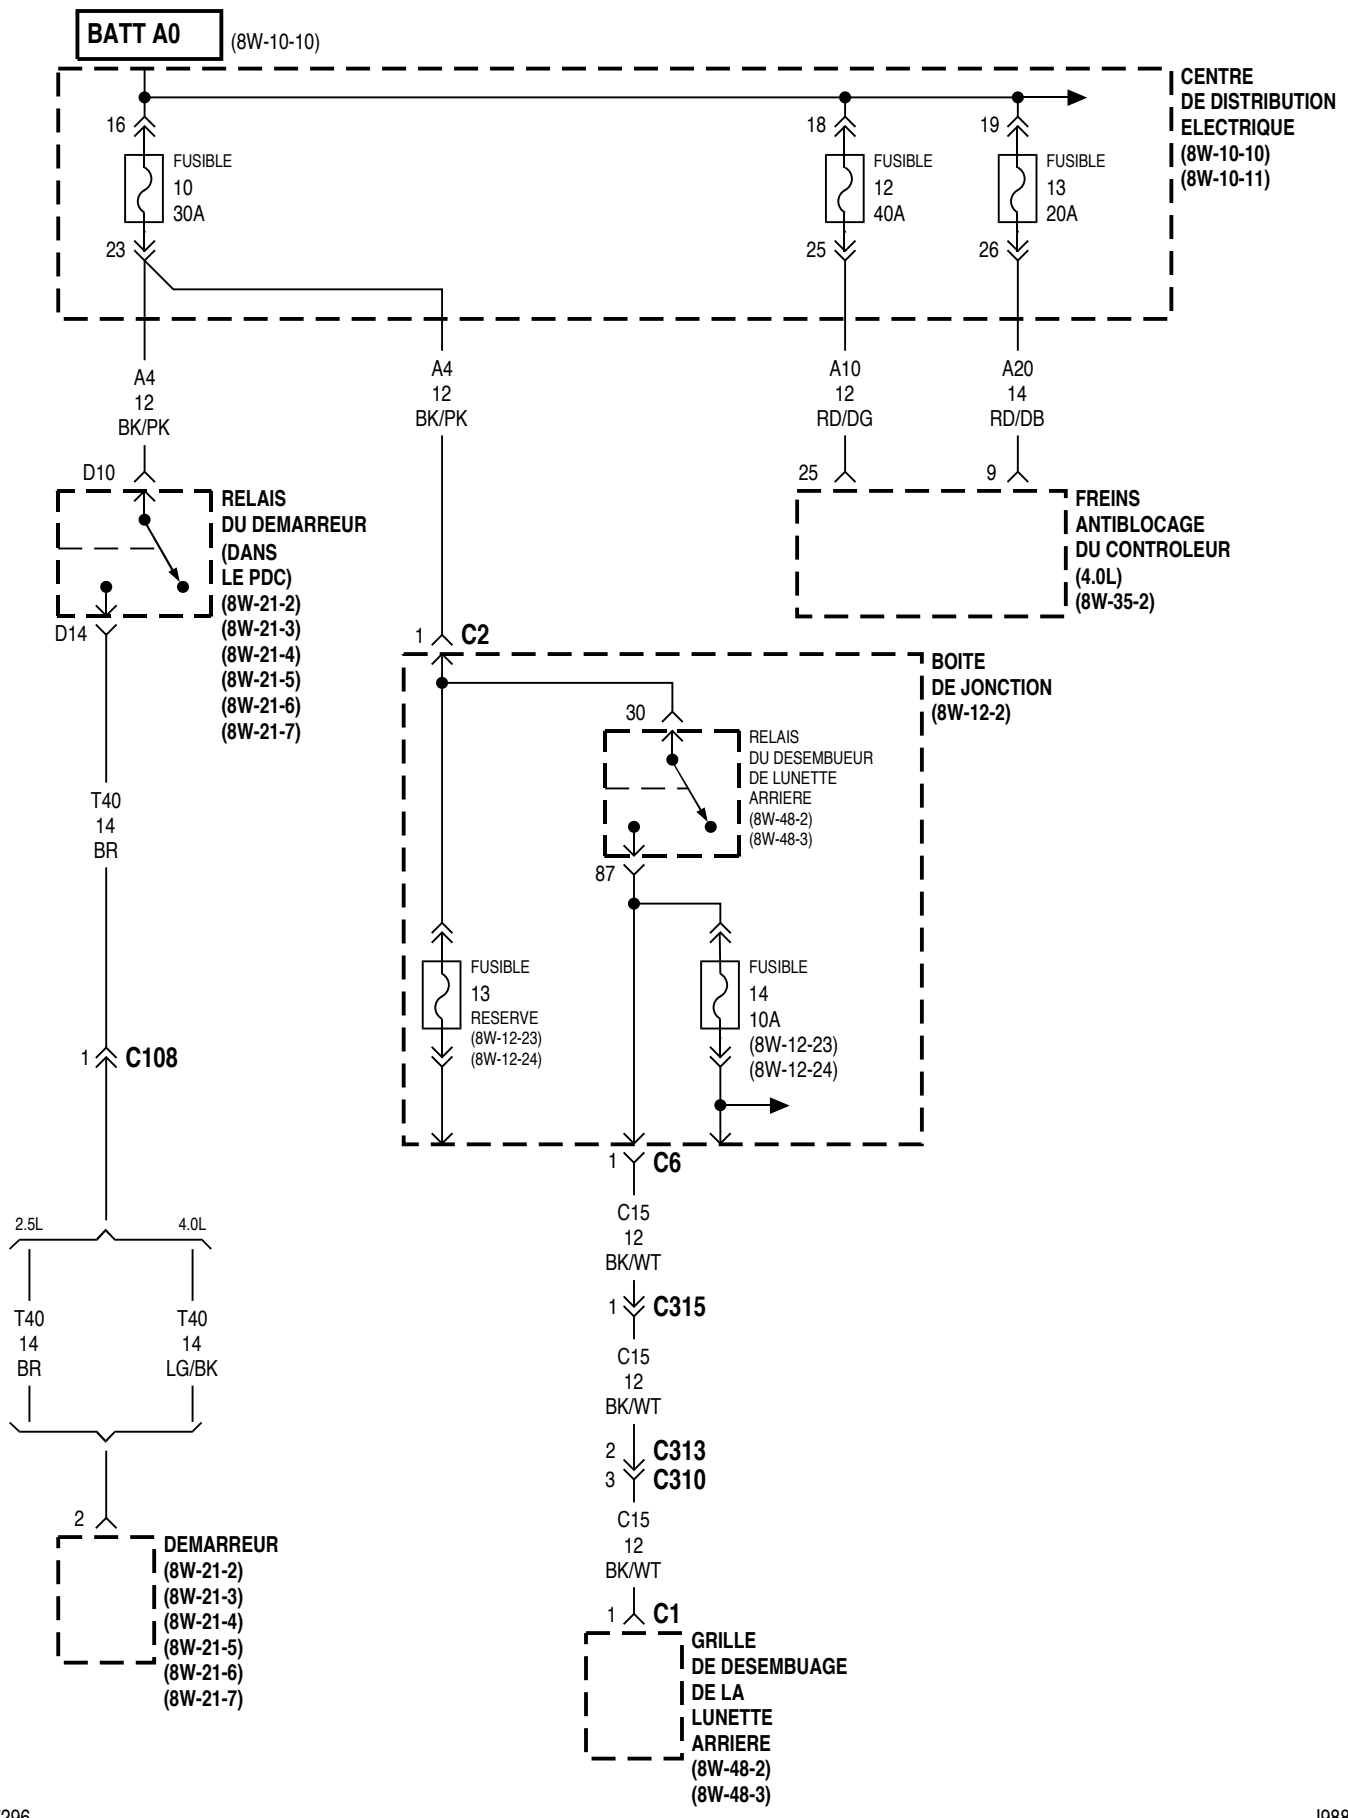 BATT A0
(8W-10-10)
CENTRE
DE DISTRIBUTION
ELECTRIQUE
(8W-10-10)
(8W-10-11)
16
FUSIBLE
10
30A
23
18
FUSIBLE
12
40A
25
19
FUSIBLE
13
20A
26
A4
12
BK/PK
A4
12
BK/PK
A10
12
RD/DG
A20
14
RD/DB
D10
RELAIS
DU DEMARREUR
(DANS
LE PDC)
(8W-21-2)
(8W-21-3)
(8W-21-4)
(8W-21-5)
(8W-21-6)
(8W-21-7)
D14
25
9
FREINS
ANTIBLOCAGE
DU CONTROLEUR
(4.0L)
(8W-35-2)
1 C2
BOITE
DE JONCTION
(8W-12-2)
30
RELAIS
DU DESEMBUEUR
DE LUNETTE
ARRIERE
(8W-48-2)
(8W-48-3)
87
T40
14
BR
FUSIBLE
13
RESERVE
(8W-12-23)
(8W-12-24)
FUSIBLE
14
10A
(8W-12-23)
(8W-12-24)
1 C108
1 C6
C15
12
BK/WT
1 C315
C15
12
BK/WT
2 C313
3 C310
C15
12
BK/WT
1 C1
GRILLE
DE DESEMBUAGE
DE LA
LUNETTE
ARRIERE
(8W-48-2)
(8W-48-3)
2.5L
4.0L
T40
14
BR
T40
14
LG/BK
2
DEMARREUR
(8W-21-2)
(8W-21-3)
(8W-21-4)
(8W-21-5)
(8W-21-6)
(8W-21-7)